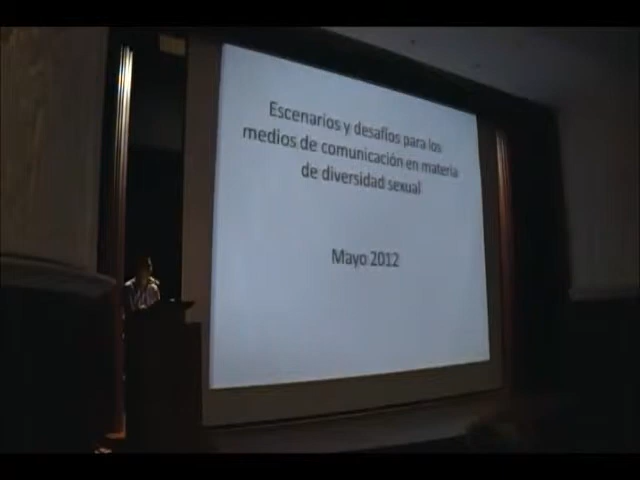 Escenarios y desafíos para los
medios de comunicación en materia
de diversidad sexual
Mayo 2012